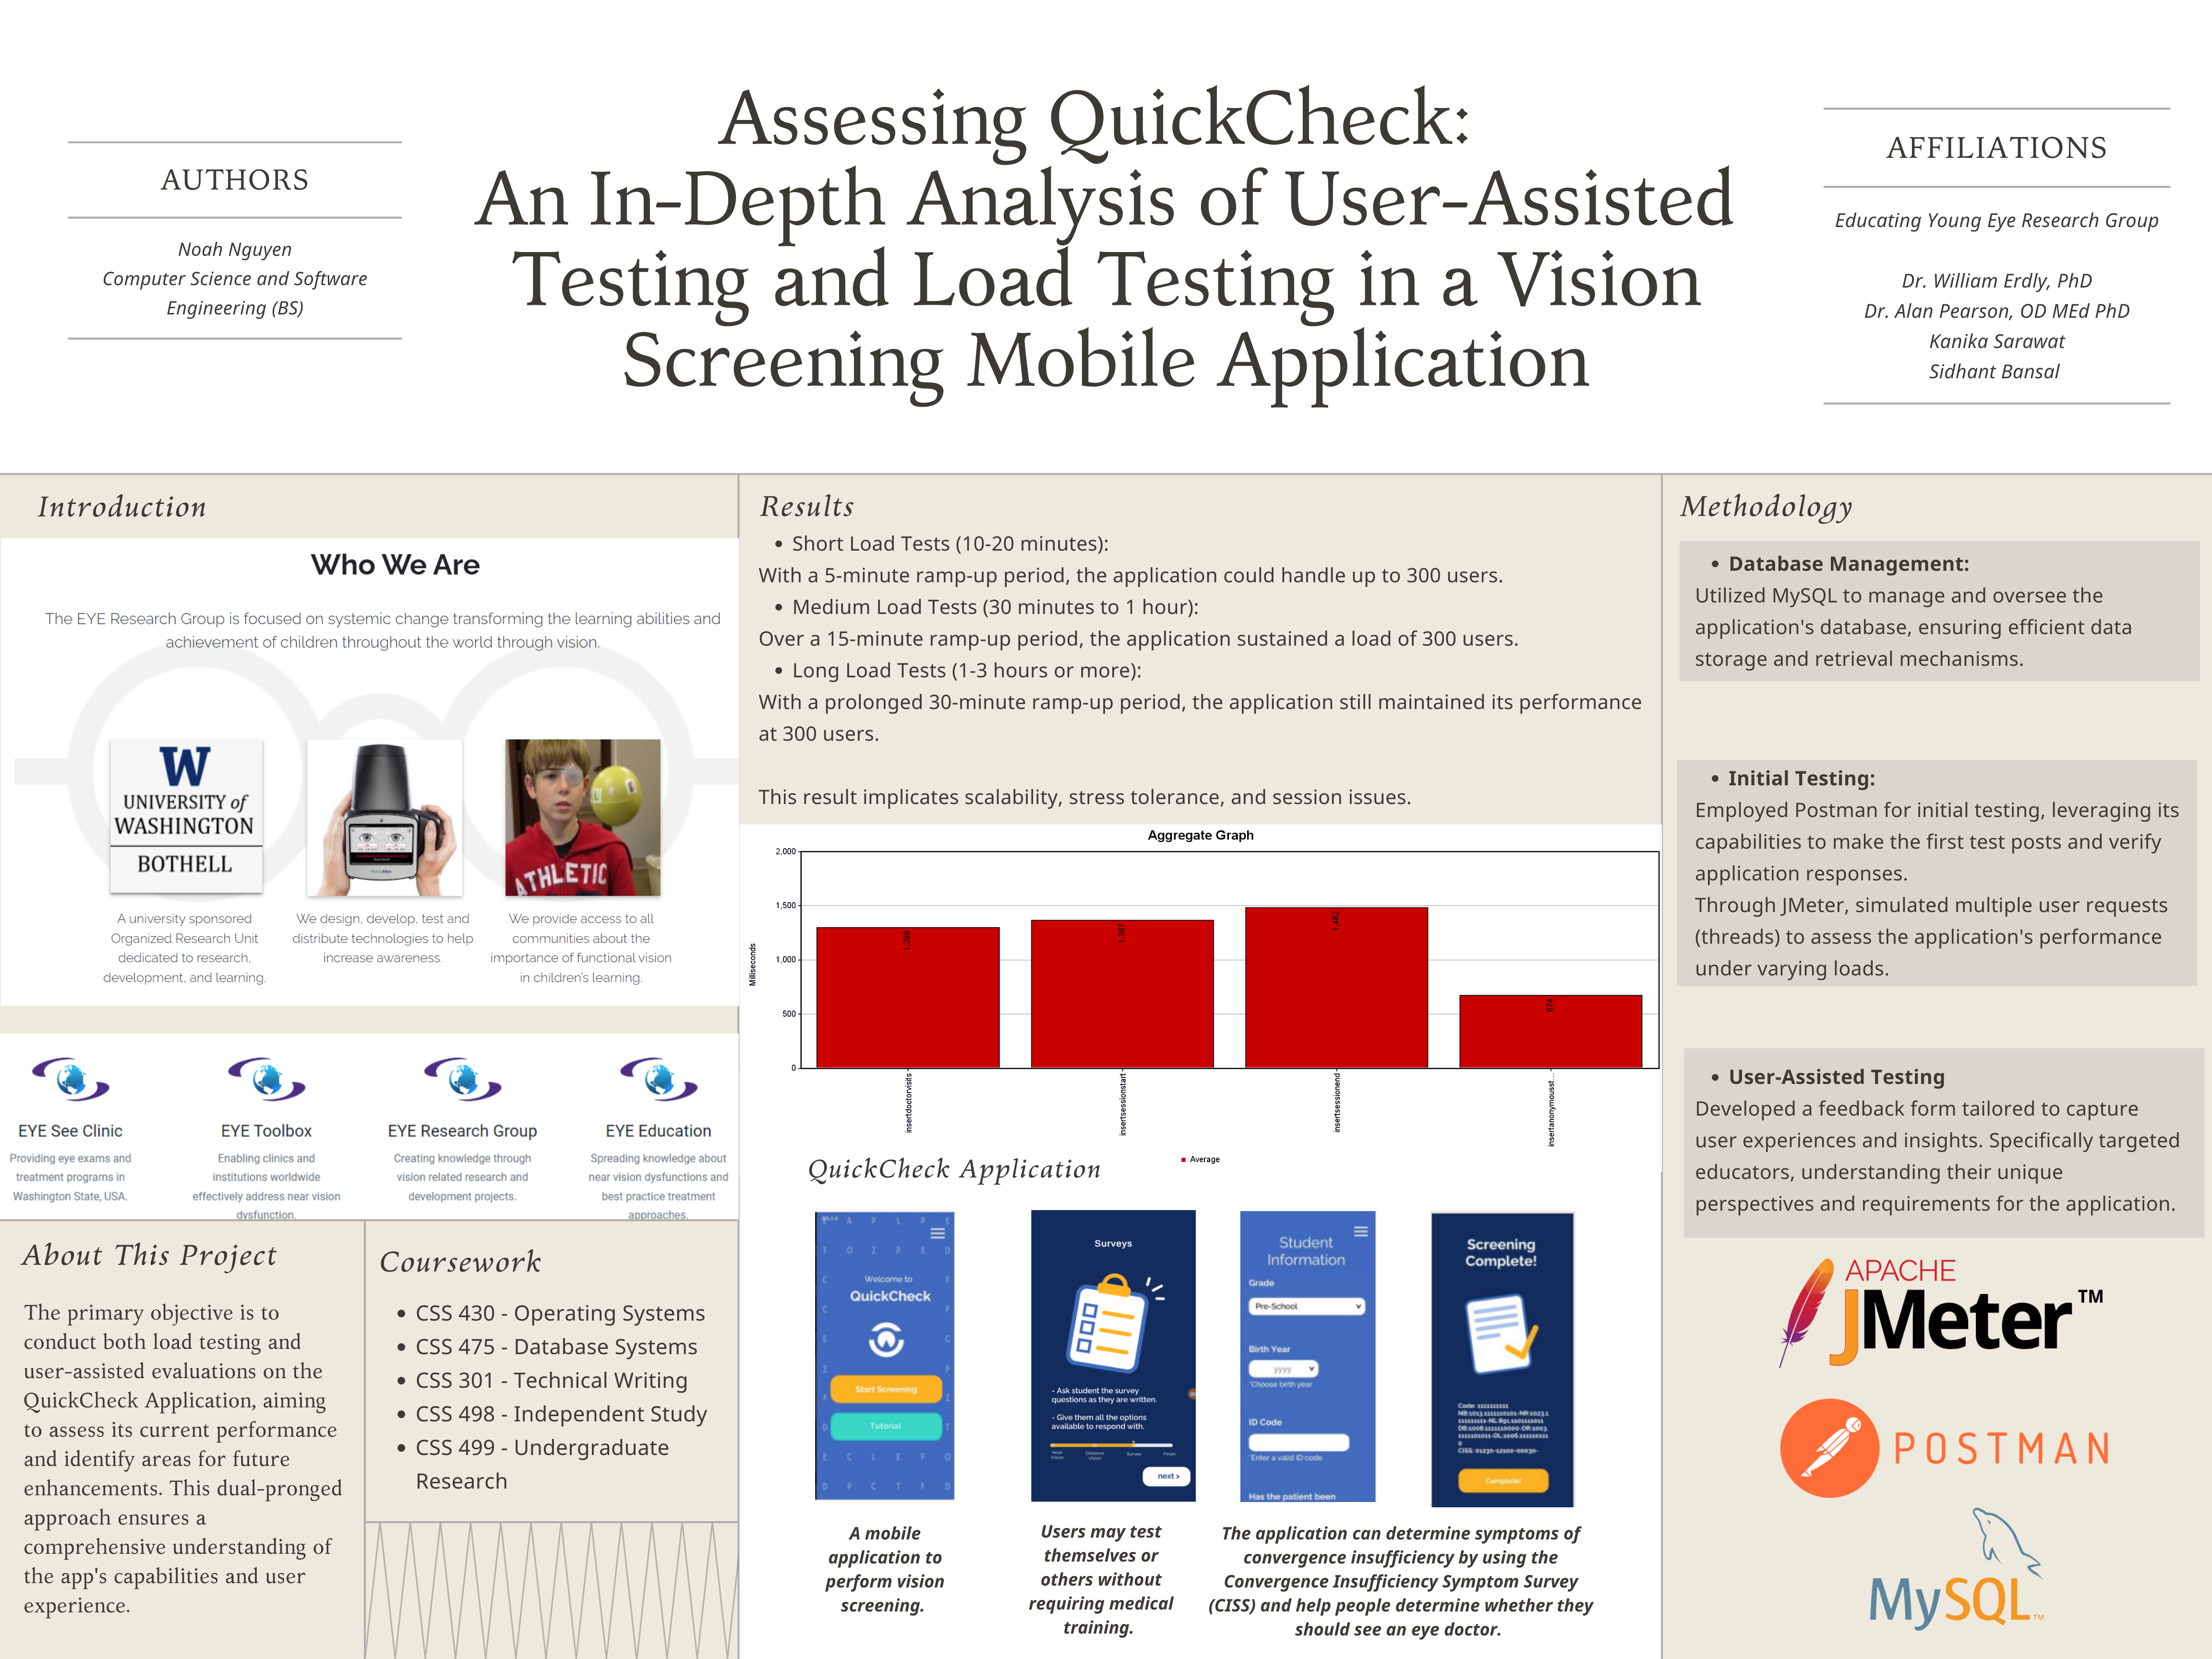 Assessing QuickCheck:
An In-Depth Analysis of User-Assisted
Testing and Load Testing in a Vision
Screening Mobile Application
AUTHORS
Noah Nguyen
Computer Science and Software
Engineering (BS)
AFFILIATIONS
Educating Young Eye Research Group
Dr. William Erdly, PhD
Dr. Alan Pearson, OD MEd PhD
Kanika Sarawat
Sidhant Bansal
Introduction
Who We Are
The EYE Research Group is focused on systemic change transforming the learning abilities and
achievement of children throughout the world through vision.
W
UNIVERSITY of
WASHINGTON
BOTHELL
ATHLETIC
A university sponsored
Organized Research Unit
dedicated to research,
development, and learning.
We design, develop, test and
distribute technologies to help
increase awareness.
We provide access to all
communities about the
importance of functional vision
in children's learning.
EYE See Clinic
Providing eye exams and
treatment programs in
Washington State, USA.
EYE Toolbox
Enabling clinics and
institutions worldwide
effectively address near vision
dysfunction.
EYE Research Group
Creating knowledge through
vision related research and
development projects.
EYE Education
Spreading knowledge about
near vision dysfunctions and
best practice treatment
approaches.
About This Project
The primary objective is to
conduct both load testing and
user-assisted evaluations on the
QuickCheck Application, aiming
to assess its current performance
and identify areas for future
enhancements. This dual-pronged
approach ensures a
comprehensive understanding of
the app's capabilities and user
experience.
Coursework
• CSS 430 - Operating Systems
• CSS 475 - Database Systems
• CSS 301 - Technical Writing
• CSS 498 - Independent Study
• CSS 499 - Undergraduate
Research
Results
• Short Load Tests (10-20 minutes):
With a 5-minute ramp-up period, the application could handle up to 300 users.
• Medium Load Tests (30 minutes to 1 hour):
Over a 15-minute ramp-up period, the application sustained a load of 300 users.
• Long Load Tests (1-3 hours or more):
With a prolonged 30-minute ramp-up period, the application still maintained its performance
at 300 users.
This result implicates scalability, stress tolerance, and session issues.
Aggregate Graph
Milliseconds
2,000
1,500
1,000
500
0
1,367
1,482
674
insertdoctorvisits
insertsessionstart
insertsessionend
insertanonymousst...
Average
QuickCheck Application
Welcome to
QuickCheck
Start Screening
Tutorial
A mobile
application to
perform vision
screening.
Surveys
- Ask student the survey
questions as they are written.
- Give them all the options
available to respond with.
Near
Vision
Distance
Vision
Survey
Finish
next >
Users may test
themselves or
others without
requiring medical
training.
Student
Information
Grade
Pre-School
Birth Year
yyyy
*Choose birth year
ID Code
*Enter a valid ID code
Has the patient been
Screening
Complete!
Complete!
The application can determine symptoms of
convergence insufficiency by using the
Convergence Insufficiency Symptom Survey
(CISS) and help people determine whether they
should see an eye doctor.
Methodology
• Database Management:
Utilized MySQL to manage and oversee the
application's database, ensuring efficient data
storage and retrieval mechanisms.
• Initial Testing:
Employed Postman for initial testing, leveraging its
capabilities to make the first test posts and verify
application responses.
Through JMeter, simulated multiple user requests
(threads) to assess the application's performance
under varying loads.
• User-Assisted Testing
Developed a feedback form tailored to capture
user experiences and insights. Specifically targeted
educators, understanding their unique
perspectives and requirements for the application.
APACHE
JMeter™
POSTMAN
MySQL™